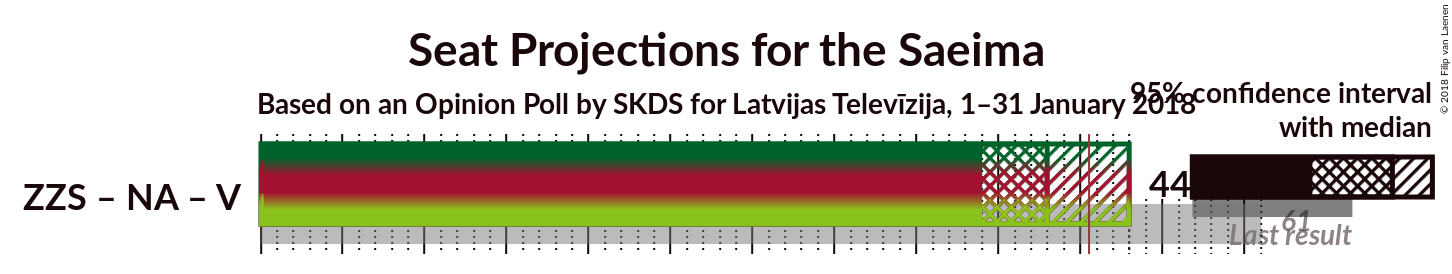 Seat Projections for the Saeima
Based on an Opinion Poll by SKDS for Latvijas Televīzija, 1–31 January 2018
95% confidence interval
with median
ZZS – NA – V
44
61
Last result
© 2018 Filip van Laenen